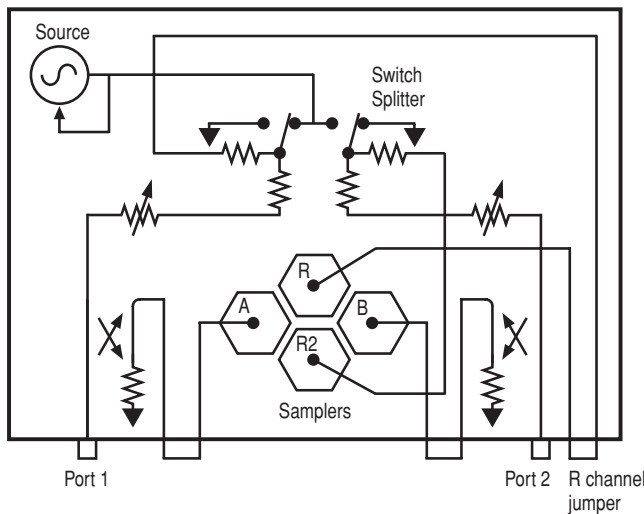 Source
Switch
Splitter
R
A
B
R2
Samplers
Port 1
Port 2
R channel
jumper